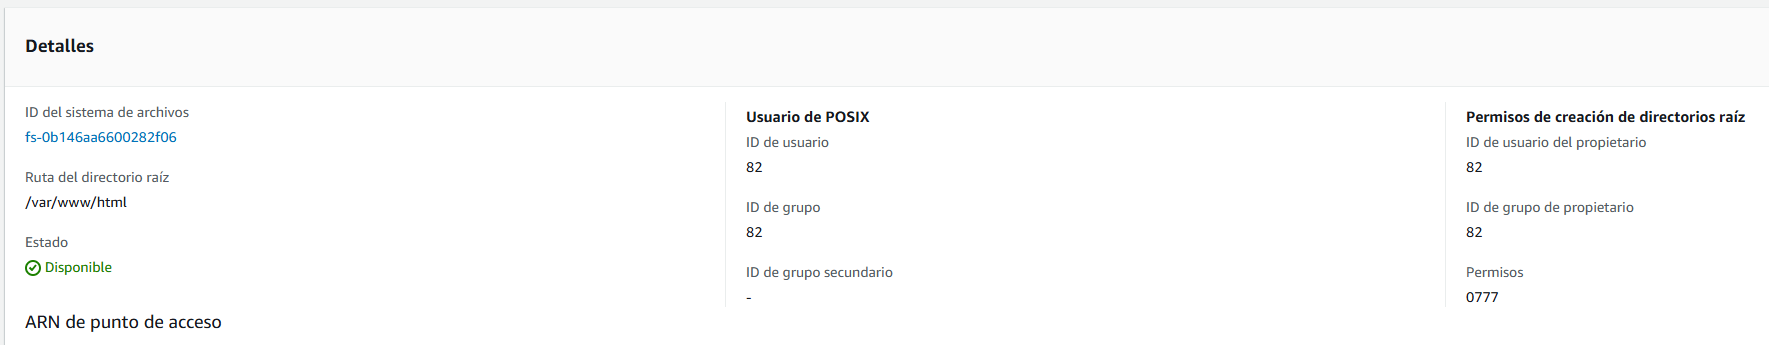 Detalles
ID del sistema de archivos
fs-0b146aa6600282f06
Ruta del directorio raíz
/var/www/html
Estado
Disponible
ARN de punto de acceso
Usuario de POSIX
ID de usuario
82
ID de grupo
82
ID de grupo secundario
-
Permisos de creación de directorios raíz
ID de usuario del propietario
82
ID de grupo de propietario
82
Permisos
0777